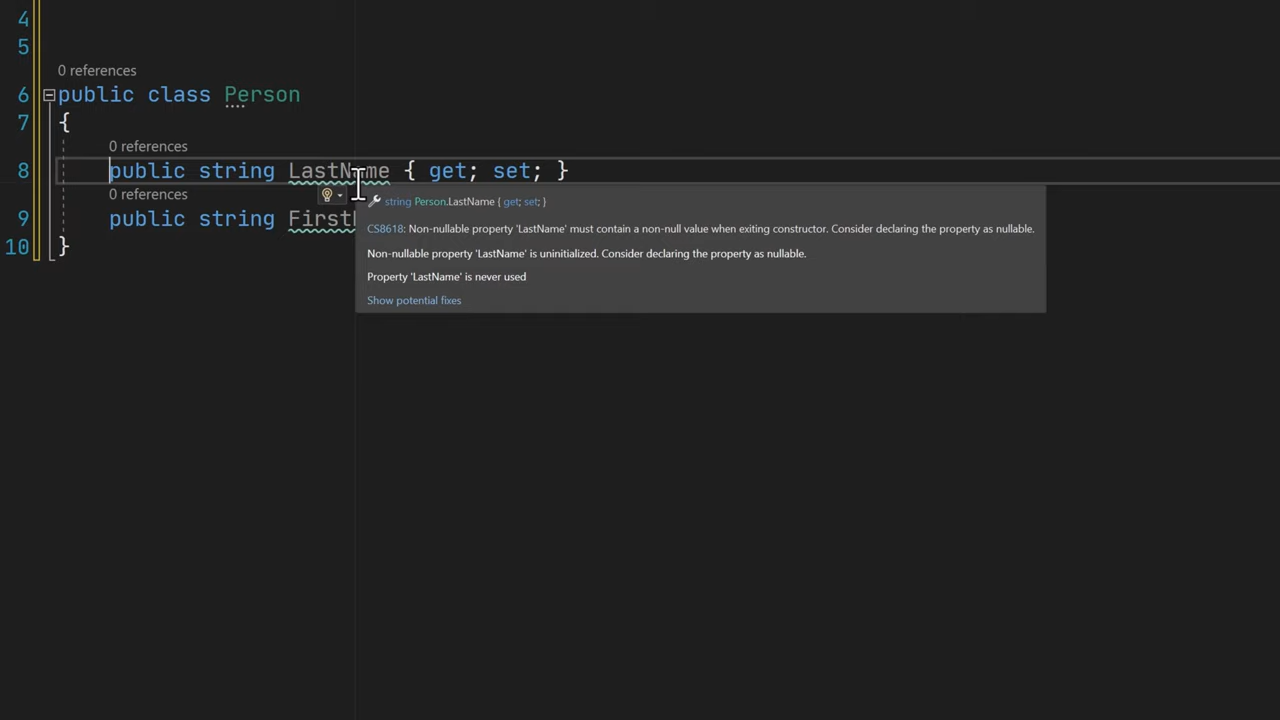 4
5
0 references
6 public class Person
7 {
0 references
8 public string LastName { get; set; }
0 references
string Person.LastName { get; set; }
9 public string FirstN
CS8618: Non-nullable property 'LastName' must contain a non-null value when exiting constructor. Consider declaring the property as nullable.
10 }
Non-nullable property 'LastName' is uninitialized. Consider declaring the property as nullable.
Property 'LastName' is never used
Show potential fixes